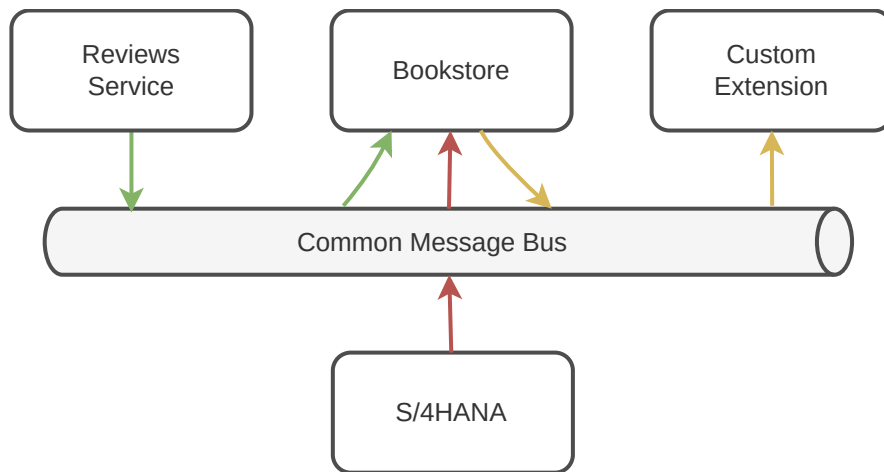 Reviews
Service
Bookstore
Custom
Extension
Common Message Bus
S/4HANA